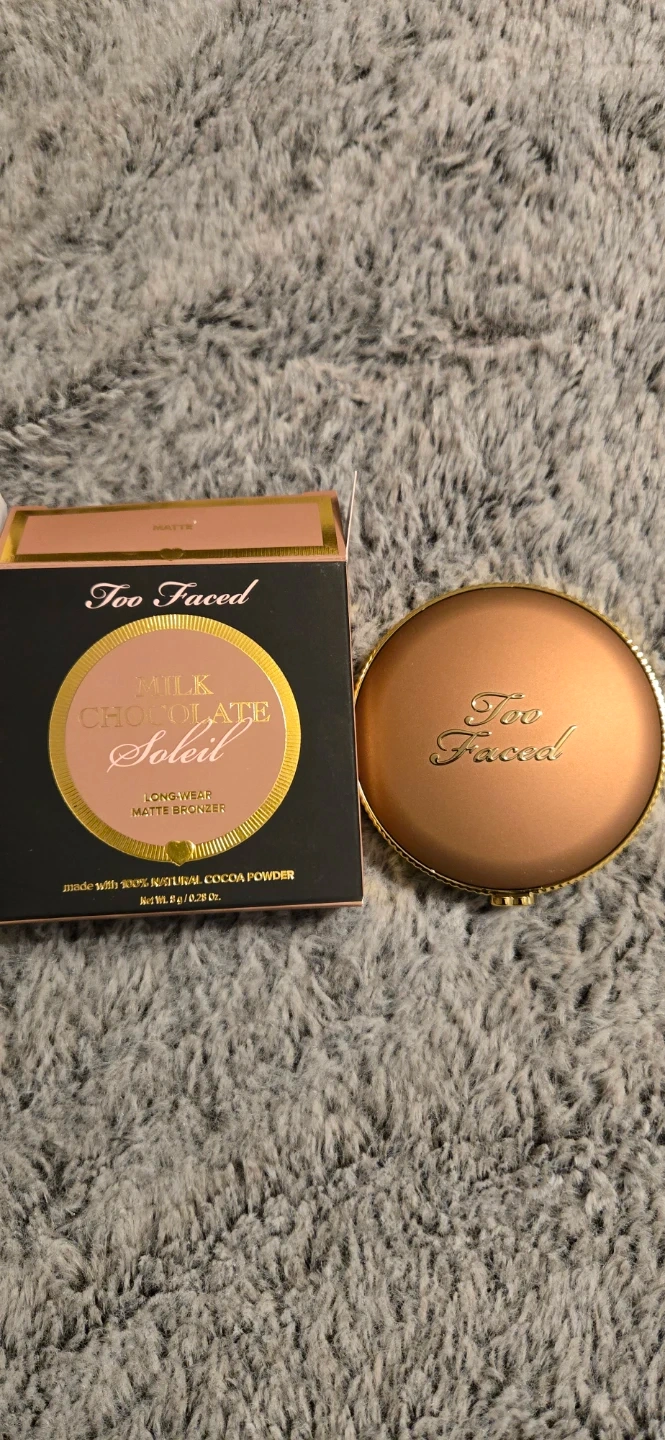 MATTE
Too Faced
MILK
CHOCOLATE
Soleil
LONG-WEAR
MATTE BRONZER
made with 100% NATURAL COCOA POWDER
Net Wt. 8 g / 0.28 Oz.
Too
Faced